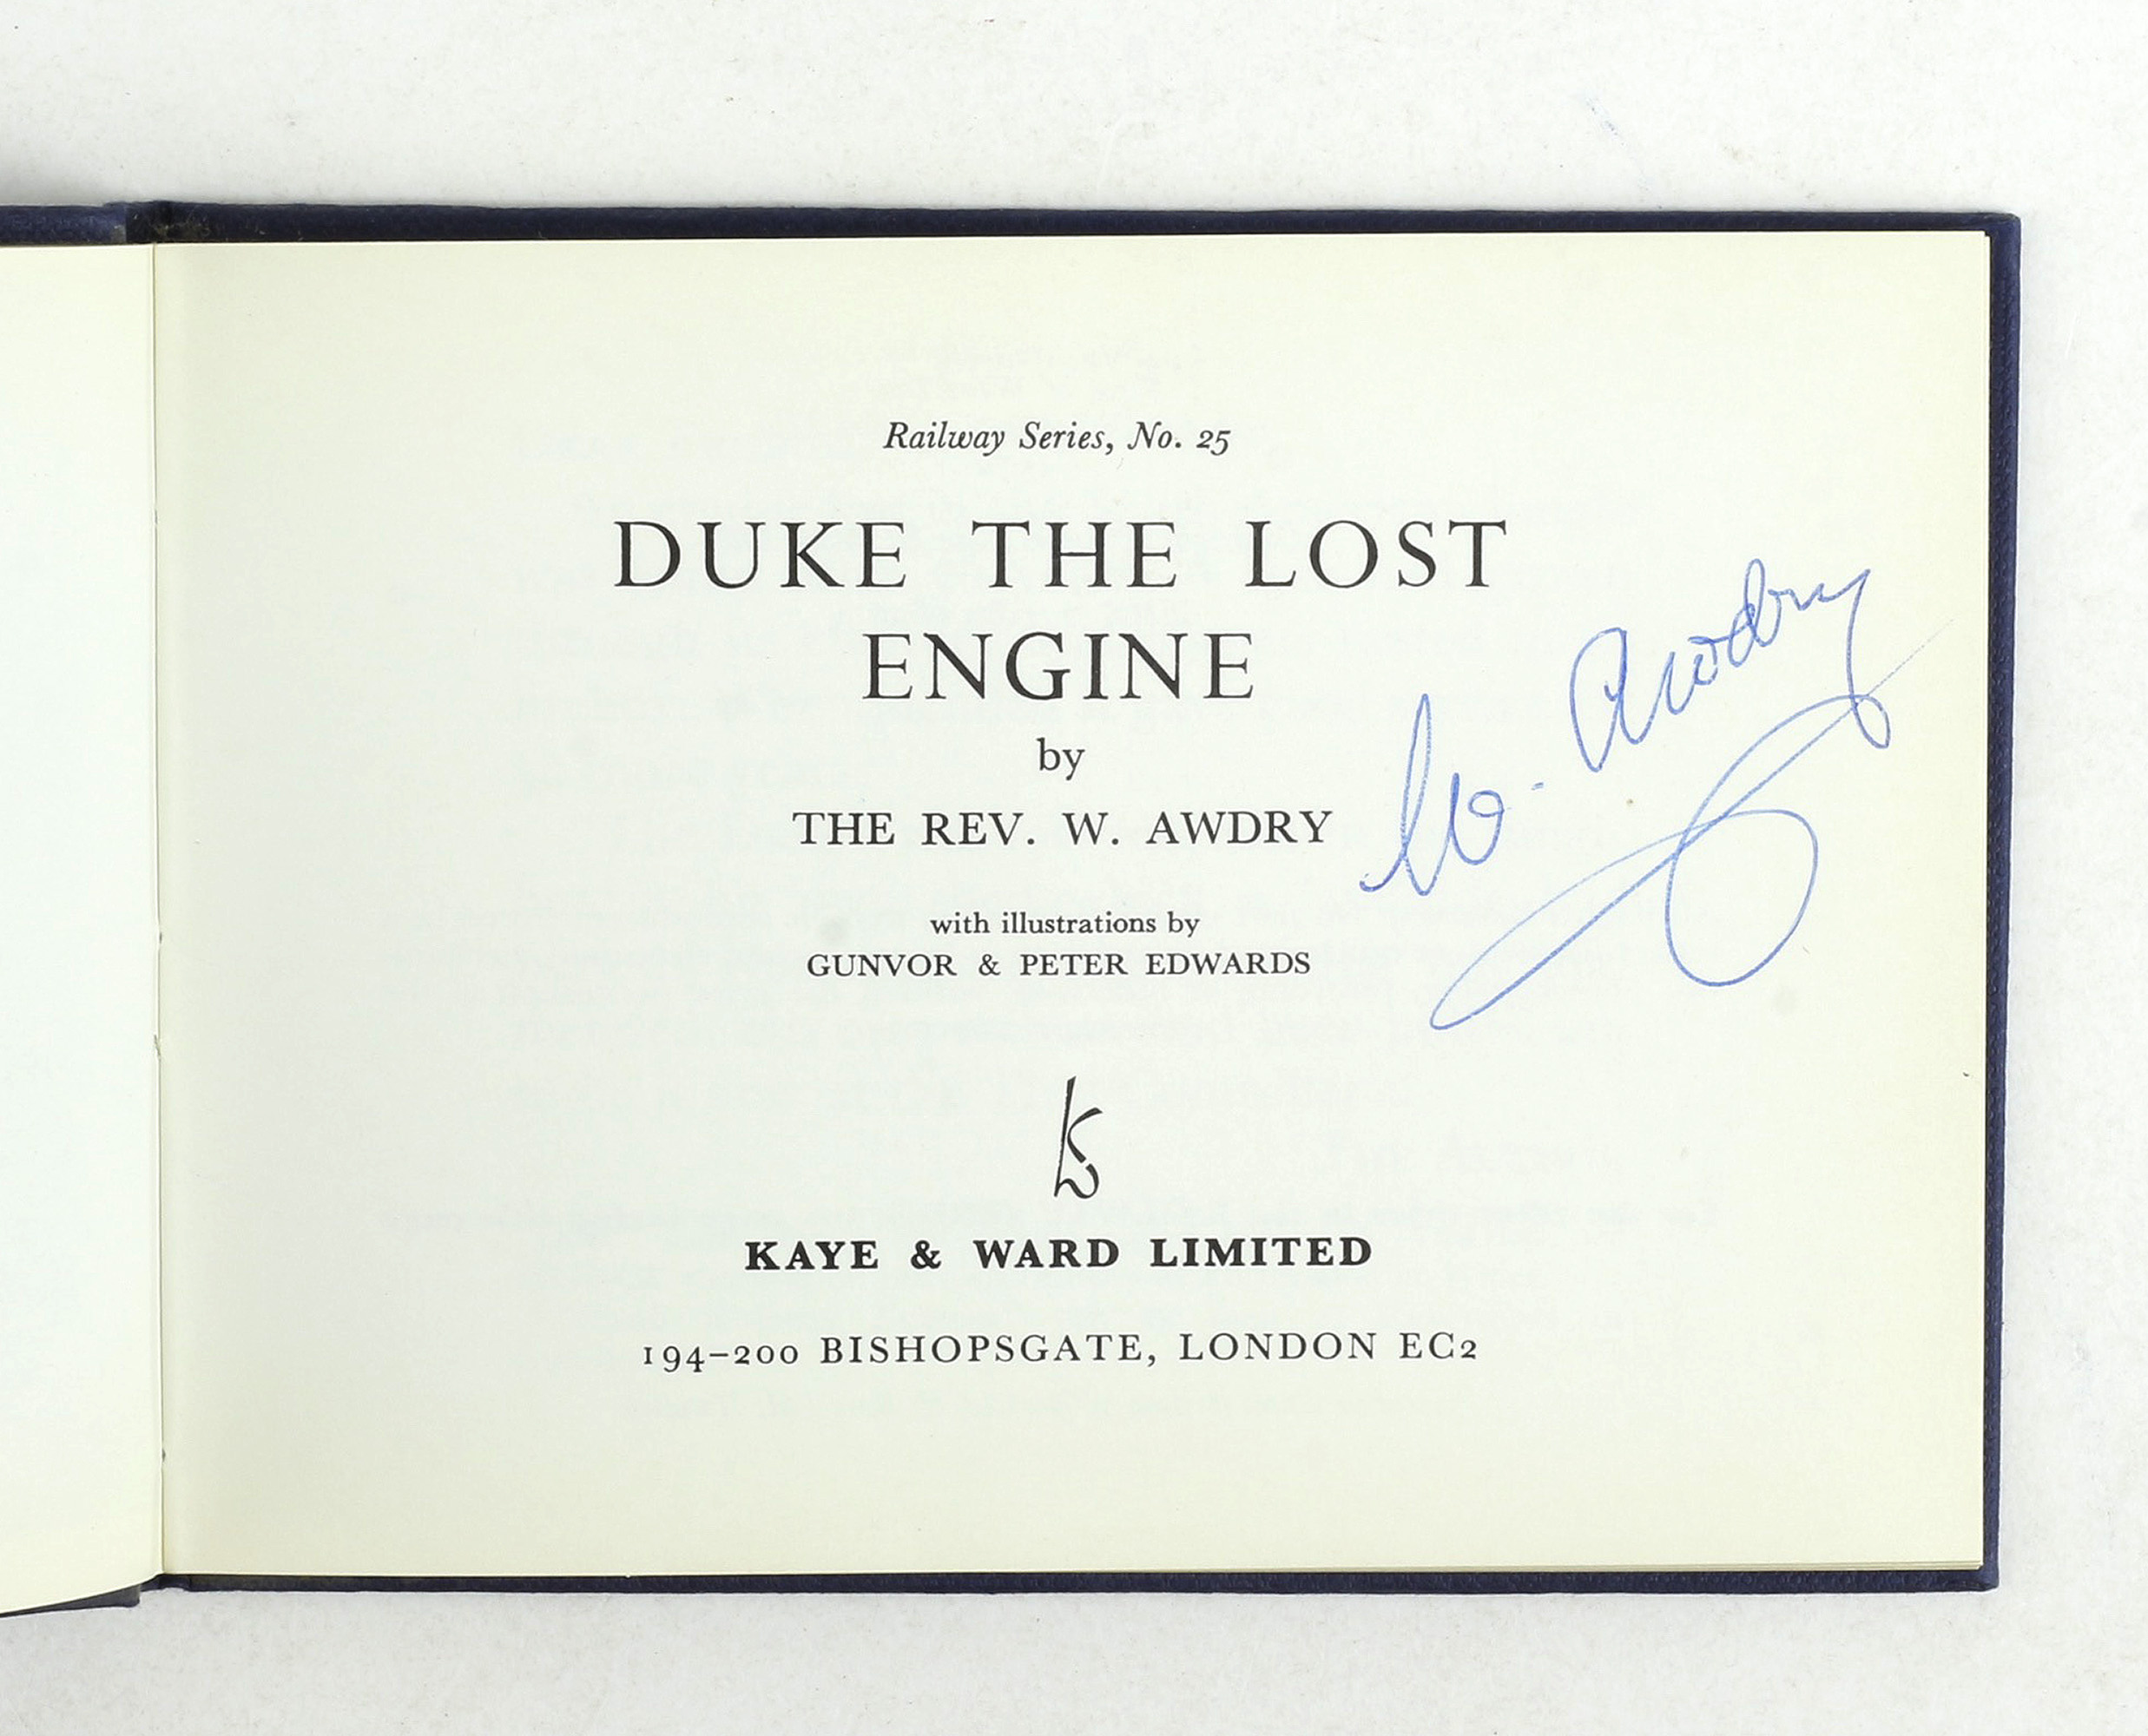 Railway Series, No. 25
DUKE THE LOST
ENGINE
by
THE REV. W. AWDRY
W. Awdry
with illustrations by
GUNVOR & PETER EDWARDS
KAYE & WARD LIMITED
194–200 BISHOPSGATE, LONDON EC2